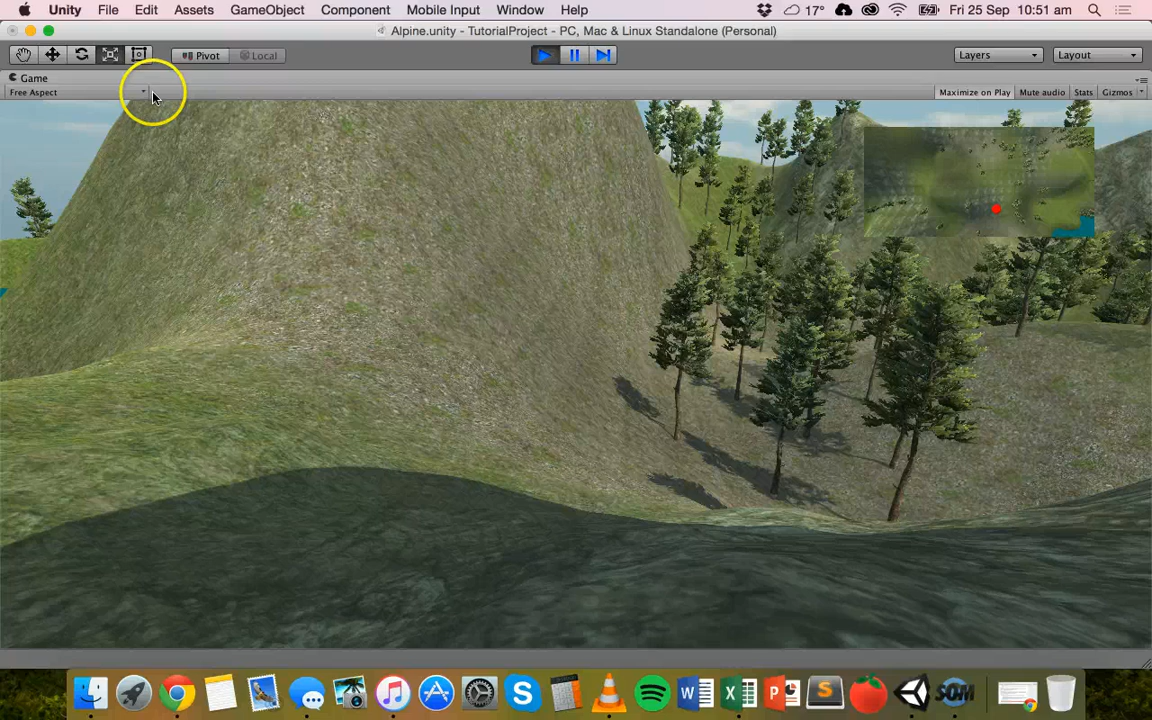 Unity File Edit Assets GameObject Component Mobile Input Window Help 17° Fri 25 Sep 10:51 am
Alpine.unity - TutorialProject - PC, Mac & Linux Standalone (Personal)
Pivot Local Layers Layout
Game
Free Aspect Maximize on Play Mute audio Stats Gizmos
W X P S SOM